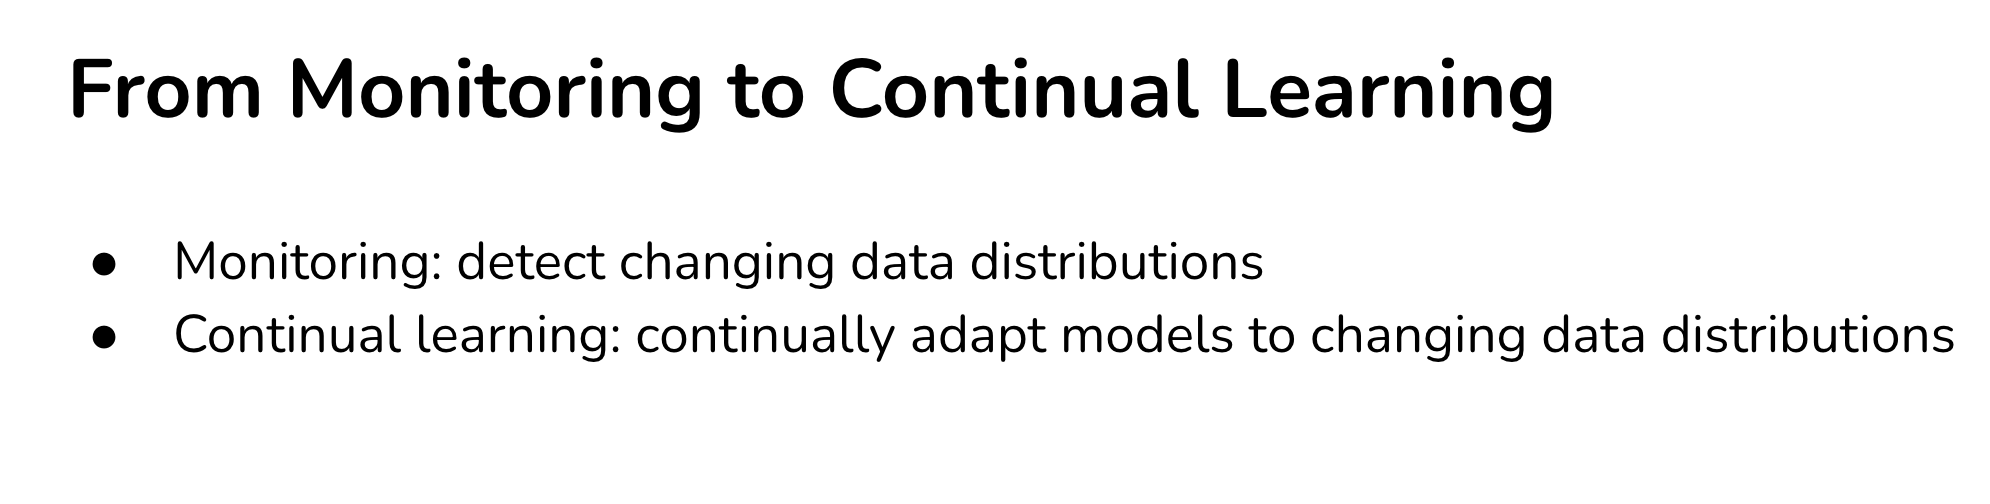 From Monitoring to Continual Learning
● Monitoring: detect changing data distributions
● Continual learning: continually adapt models to changing data distributions